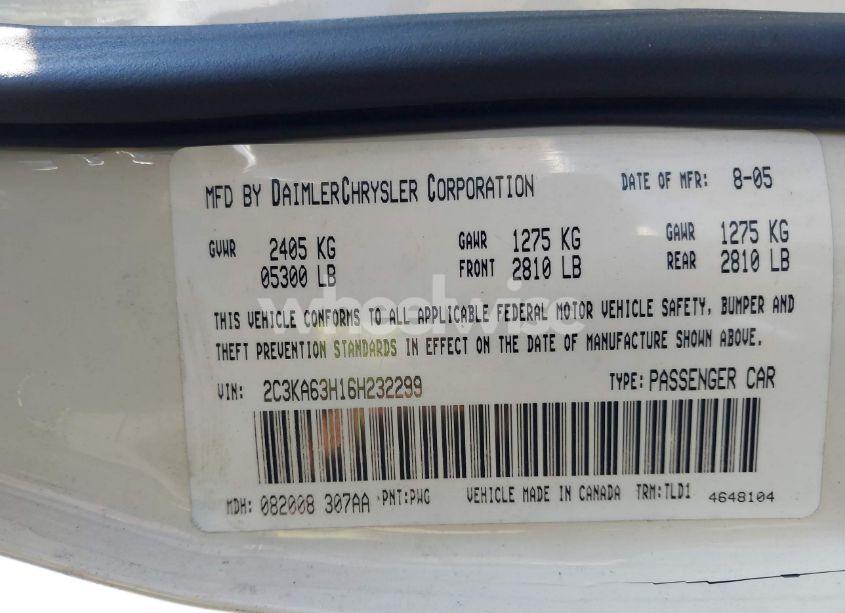 MFD BY DAIMLERCHRYSLER CORPORATION DATE OF MFR: 8-05
GVWR 2405 KG GAWR 1275 KG GAWR 1275 KG
05300 LB FRONT 2810 LB REAR 2810 LB
wheelwise
THIS VEHICLE CONFORMS TO ALL APPLICABLE FEDERAL MOTOR VEHICLE SAFETY, BUMPER AND
THEFT PREVENTION STANDARDS IN EFFECT ON THE DATE OF MANUFACTURE SHOWN ABOVE.
VIN: 2C3KA63H16H232299 TYPE: PASSENGER CAR
MDH: 082008 307AA PNT:PWG VEHICLE MADE IN CANADA TRM:TLD1 4648104